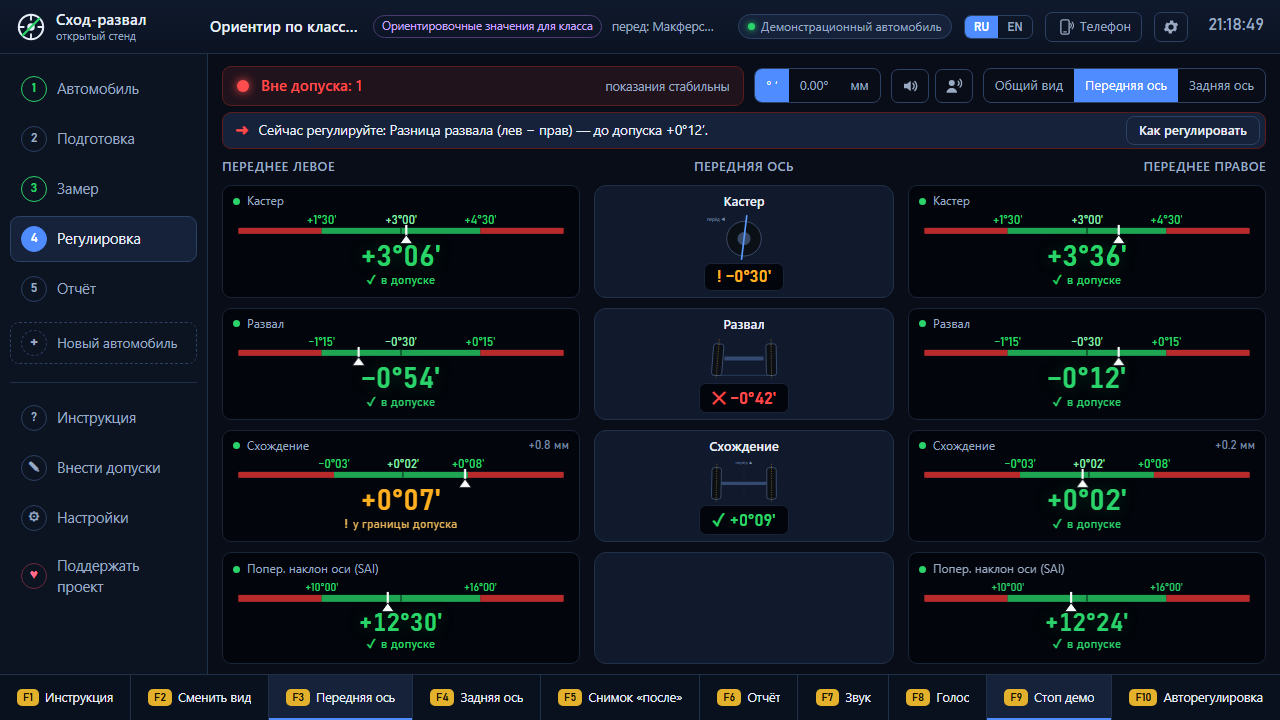 Сход-развал
открытый стенд
Ориентир по класс...
Ориентировочные значения для класса
перед: Макферс...
Демонстрационный автомобиль
RU EN
Телефон
21:18:49
1 Автомобиль
2 Подготовка
3 Замер
4 Регулировка
5 Отчёт
+ Новый автомобиль
? Инструкция
Внести допуски
Настройки
Поддержать
проект
Вне допуска: 1 показания стабильны
° ′ 0.00° мм
Общий вид Передняя ось Задняя ось
➜ Сейчас регулируйте: Разница развала (лев − прав) — до допуска +0°12′. Как регулировать
ПЕРЕДНЕЕ ЛЕВОЕ ПЕРЕДНЯЯ ОСЬ ПЕРЕДНЕЕ ПРАВОЕ
Кастер
+1°30′ +3°00′ +4°30′
+3°06′
✓ в допуске
Кастер
! −0°30′
Кастер
+1°30′ +3°00′ +4°30′
+3°36′
✓ в допуске
Развал
−1°15′ −0°30′ +0°15′
−0°54′
✓ в допуске
Развал
✕ −0°42′
Развал
−1°15′ −0°30′ +0°15′
−0°12′
✓ в допуске
Схождение +0.8 мм
−0°03′ +0°02′ +0°08′
+0°07′
! у границы допуска
Схождение
✓ +0°09′
Схождение +0.2 мм
−0°03′ +0°02′ +0°08′
+0°02′
✓ в допуске
Попер. наклон оси (SAI)
+10°00′ +16°00′
+12°30′
✓ в допуске
Попер. наклон оси (SAI)
+10°00′ +16°00′
+12°24′
✓ в допуске
F1 Инструкция F2 Сменить вид F3 Передняя ось F4 Задняя ось F5 Снимок «после» F6 Отчёт F7 Звук F8 Голос F9 Стоп демо F10 Авторегулировка